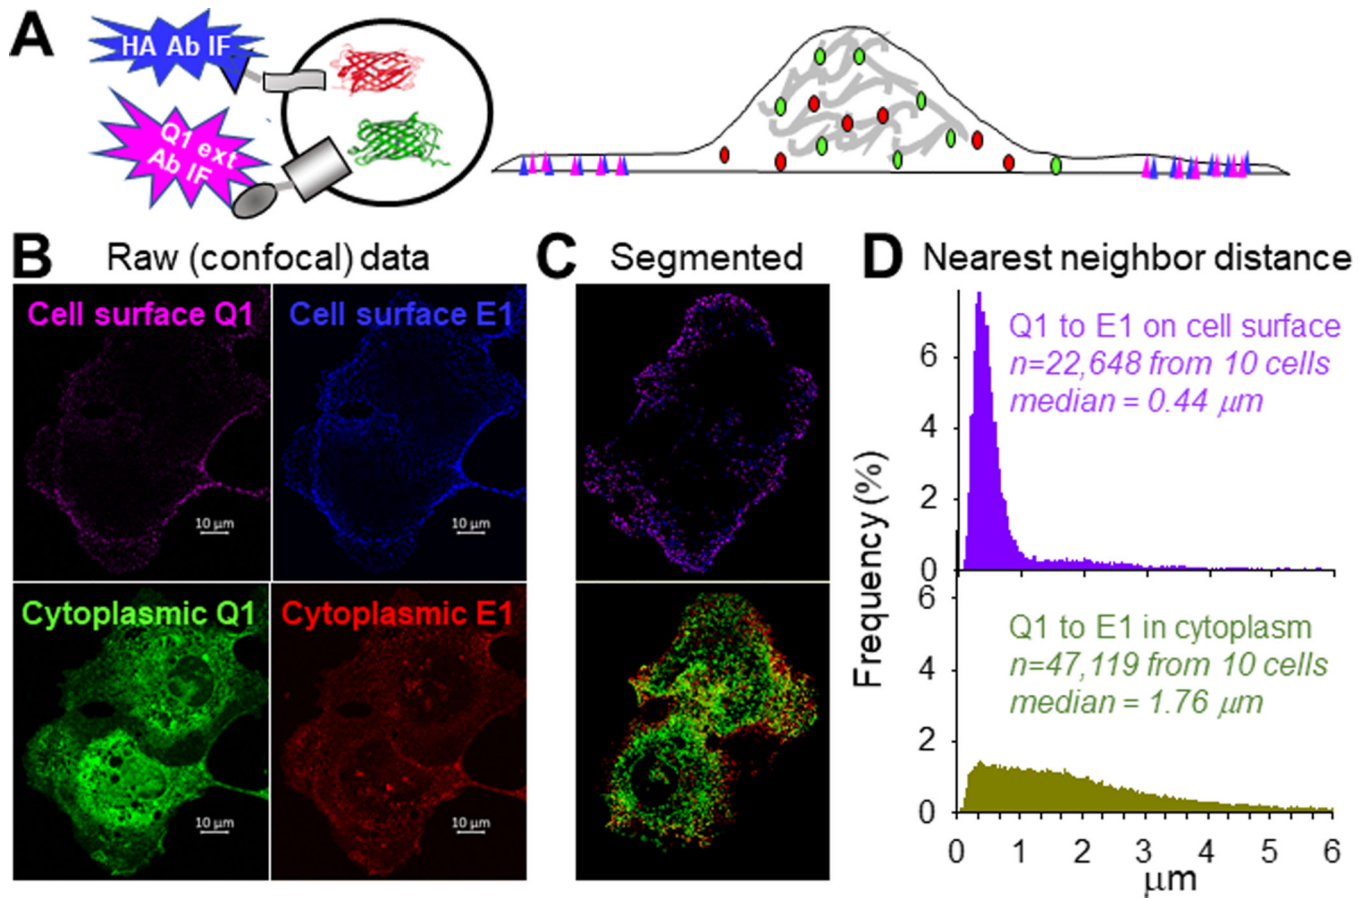 A
HA Ab IF
Q1 ext
Ab IF
B
Raw (confocal) data
Cell surface Q1
10 µm
Cell surface E1
10 µm
Cytoplasmic Q1
10 µm
Cytoplasmic E1
10 µm
C
Segmented
D
Nearest neighbor distance
Q1 to E1 on cell surface
n=22,648 from 10 cells
median = 0.44 µm
6
4
2
0
Frequency (%)
Q1 to E1 in cytoplasm
n=47,119 from 10 cells
median = 1.76 µm
6
4
2
0
0 1 2 3 4 5 6
µm